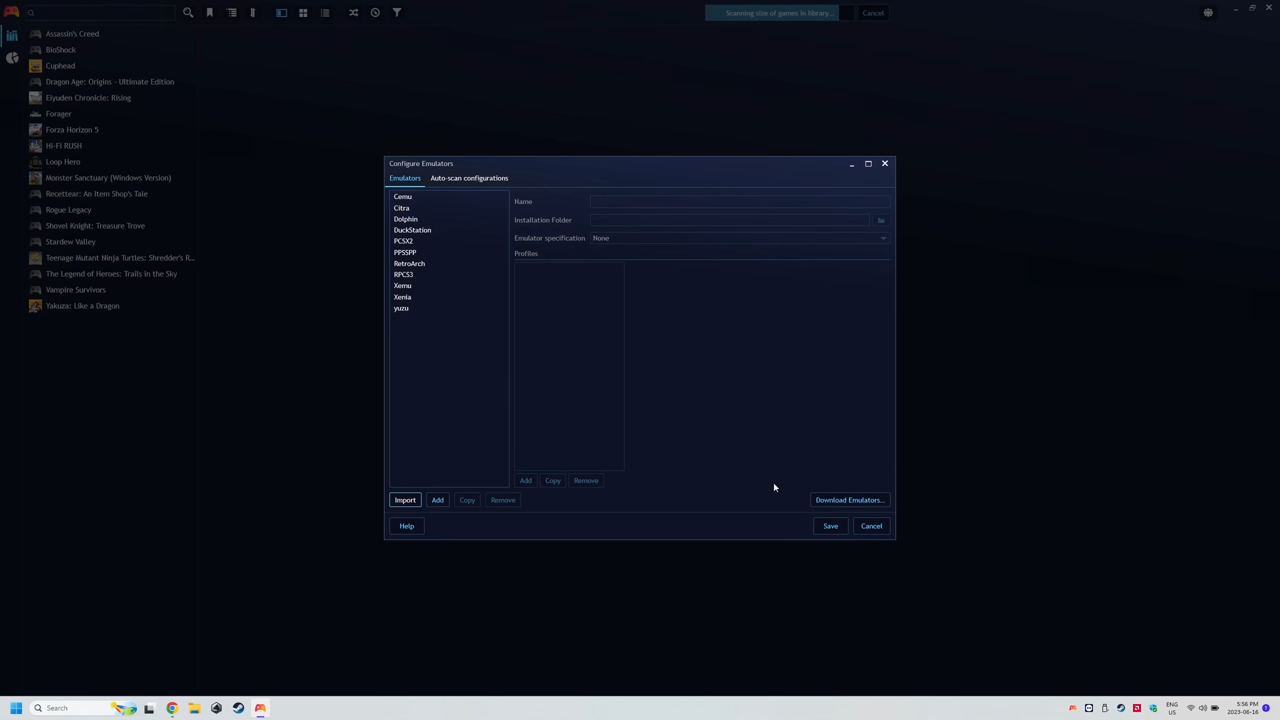 Scanning size of games in library...
Cancel
Assassin's Creed
BioShock
Cuphead
Dragon Age: Origins - Ultimate Edition
Eiyuden Chronicle: Rising
Forager
Forza Horizon 5
Hi-Fi RUSH
Loop Hero
Monster Sanctuary (Windows Version)
Recettear: An Item Shop's Tale
Rogue Legacy
Shovel Knight: Treasure Trove
Stardew Valley
Teenage Mutant Ninja Turtles: Shredder's R...
The Legend of Heroes: Trails in the Sky
Vampire Survivors
Yakuza: Like a Dragon
Configure Emulators
Emulators
Auto-scan configurations
Cemu
Citra
Dolphin
DuckStation
PCSX2
PPSSPP
RetroArch
RPCS3
Xemu
Xenia
yuzu
Name
Installation Folder
Emulator specification
None
Profiles
Add
Copy
Remove
Import
Add
Copy
Remove
Download Emulators...
Help
Save
Cancel
Search
ENG
US
5:56 PM
2023-06-16